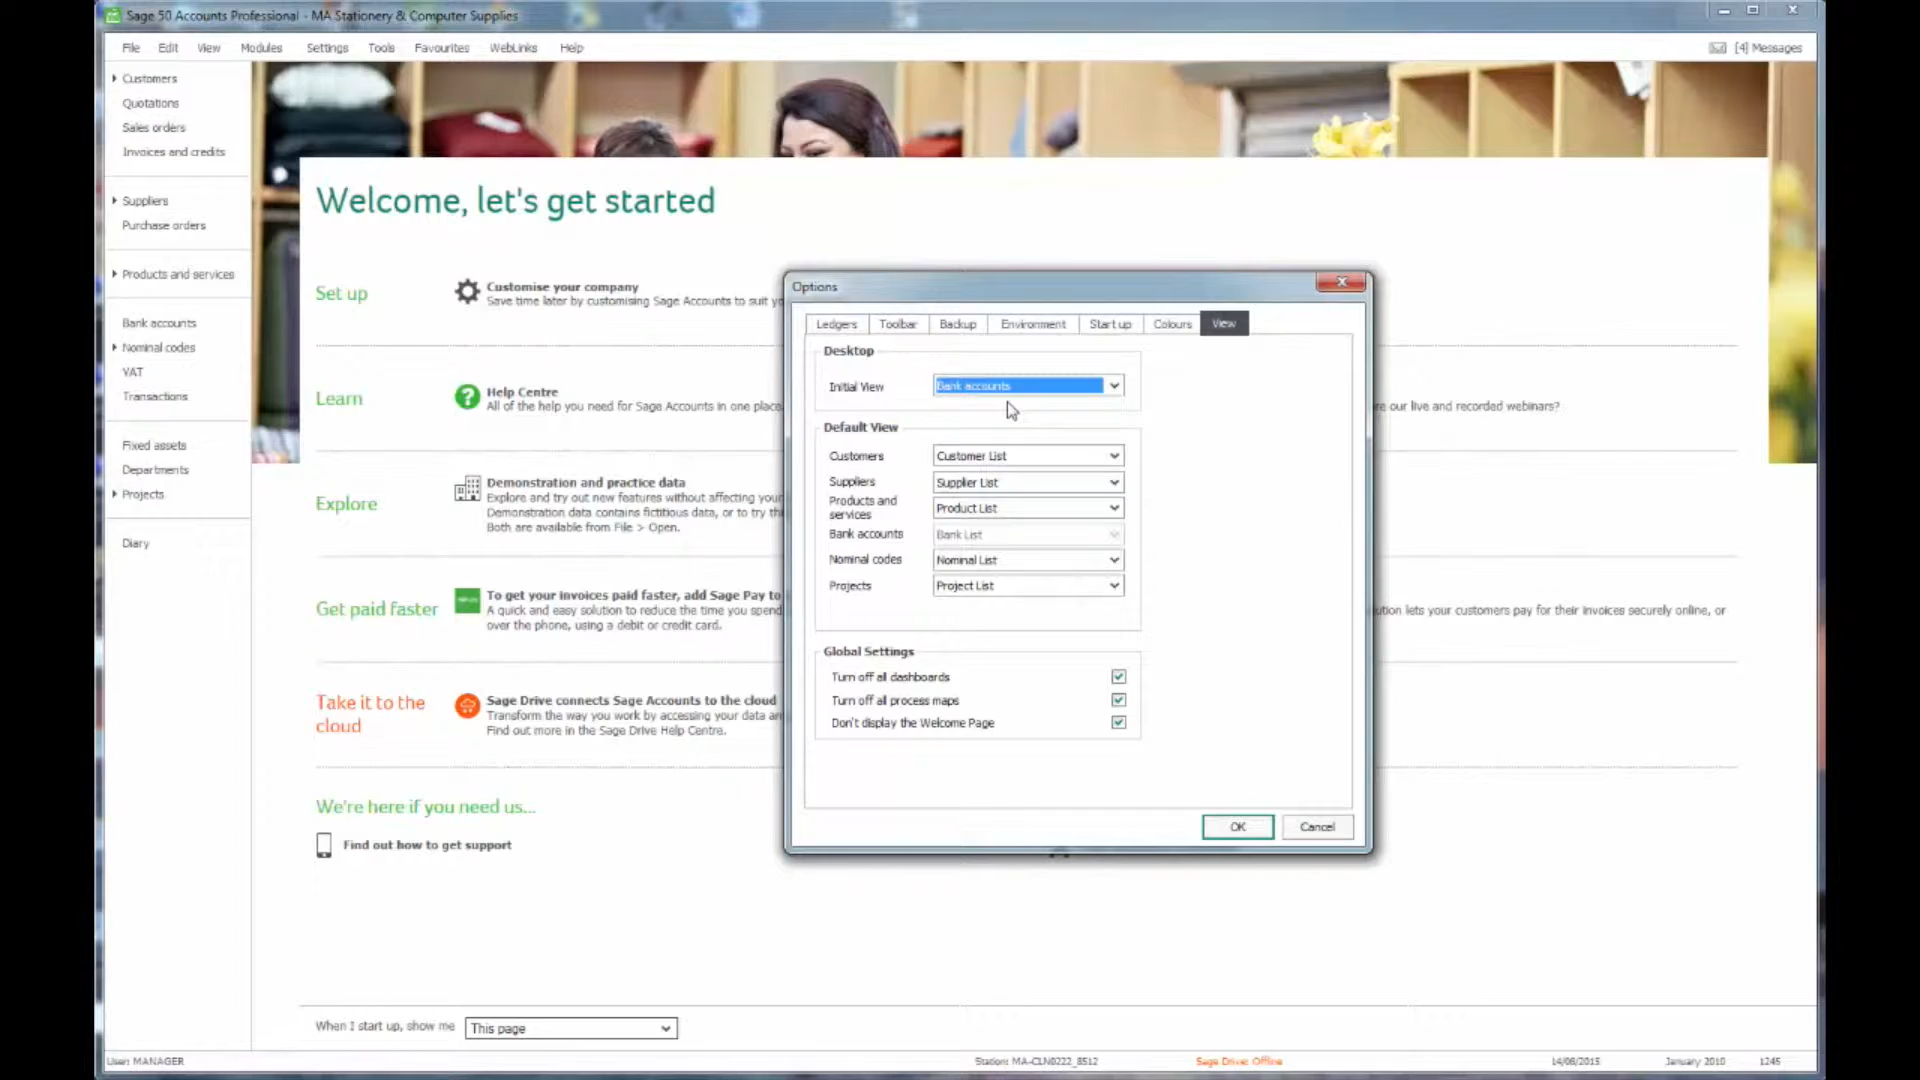 Sage 50 Accounts Professional - MA Stationery & Computer Supplies
File Edit View Modules Settings Tools Favourites WebLinks Help
[4] Messages
Customers
Quotations
Sales orders
Invoices and credits
Suppliers
Purchase orders
Products and services
Bank accounts
Nominal codes
VAT
Transactions
Fixed assets
Departments
Projects
Diary
Welcome, let's get started
Set up
Customise your company
Save time later by customising Sage Accounts to suit yo
Learn
Help Centre
All of the help you need for Sage Accounts in one place.
re our live and recorded webinars?
Explore
Demonstration and practice data
Explore and try out new features without affecting your
Demonstration data contains fictitious data, or to try th
Both are available from File > Open.
Get paid faster
To get your invoices paid faster, add Sage Pay to
A quick and easy solution to reduce the time you spend
over the phone, using a debit or credit card.
ution lets your customers pay for their invoices securely online, or
Take it to the
cloud
Sage Drive connects Sage Accounts to the cloud
Transform the way you work by accessing your data an
Find out more in the Sage Drive Help Centre.
We're here if you need us...
Find out how to get support
When I start up, show me This page
Options
Ledgers Toolbar Backup Environment Start up Colours View
Desktop
Initial View Bank accounts
Default View
Customers Customer List
Suppliers Supplier List
Products and
services Product List
Bank accounts Bank List
Nominal codes Nominal List
Projects Project List
Global Settings
Turn off all dashboards
Turn off all process maps
Don't display the Welcome Page
OK Cancel
User: MANAGER
Station: MA-CLN0222_8512
Sage Drive: Offline
14/08/2015
January 2010
1245